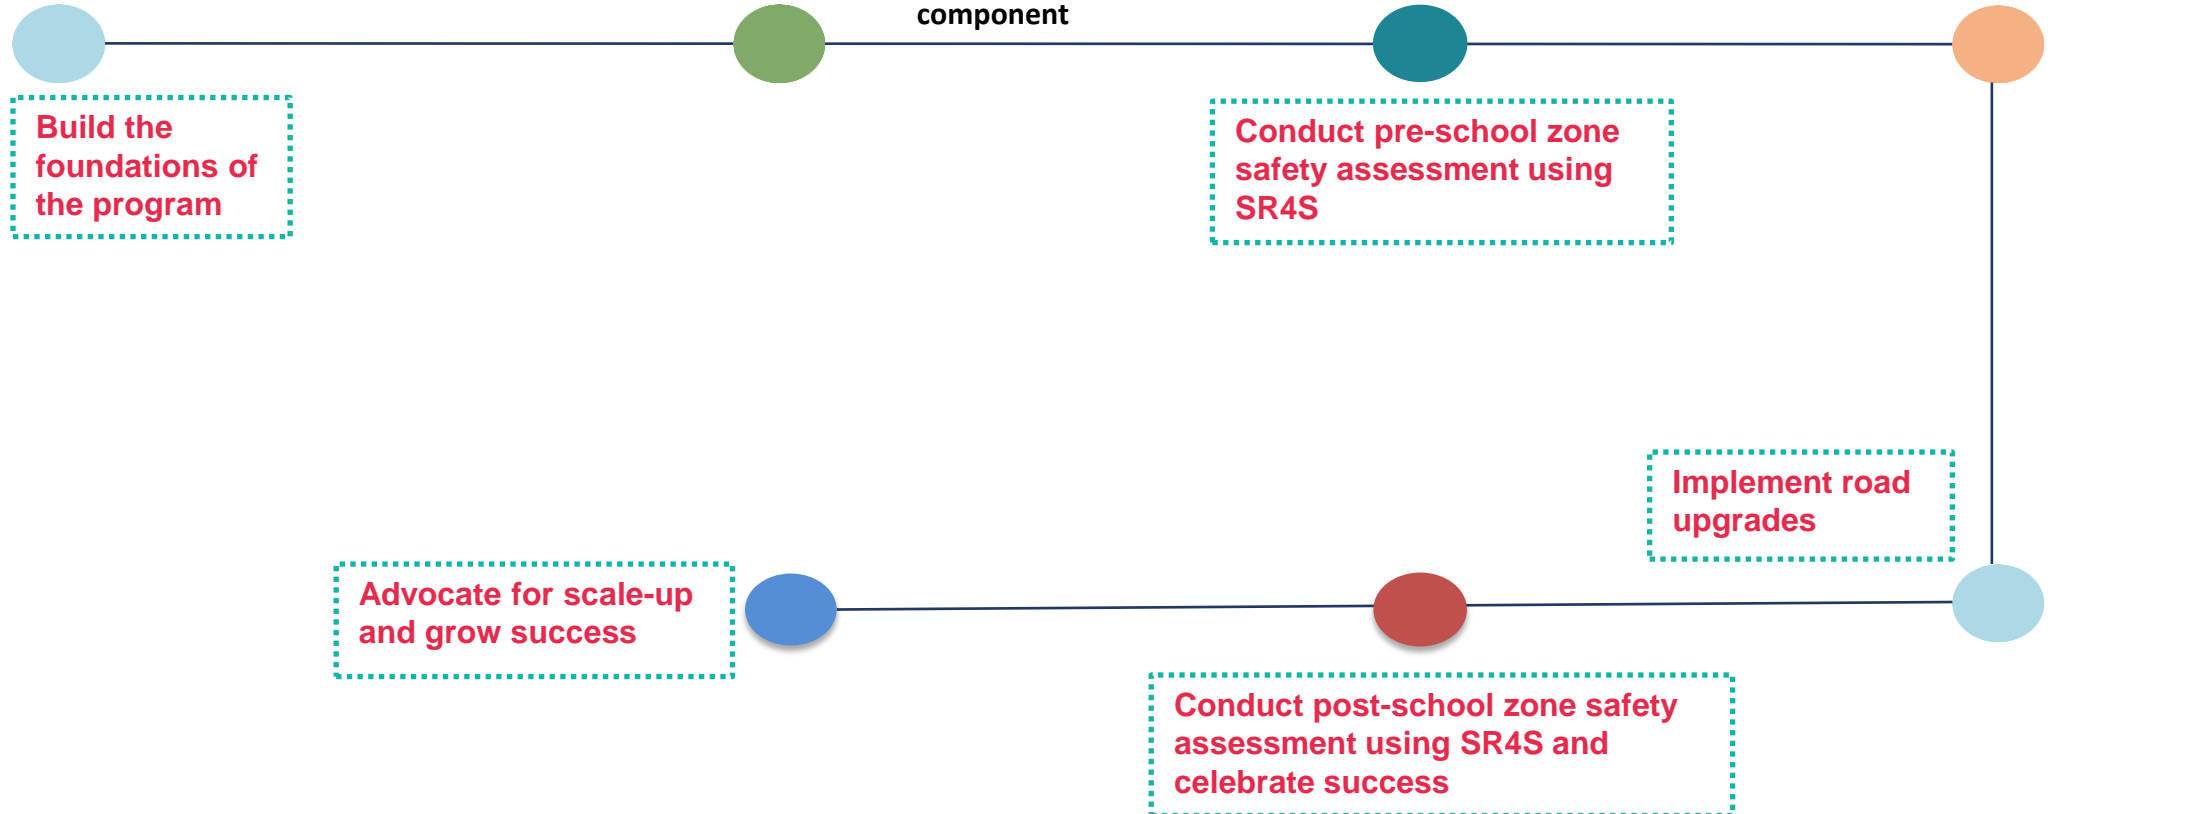 component
Build the
foundations of
the program
Conduct pre-school zone
safety assessment using
SR4S
Implement road
upgrades
Advocate for scale-up
and grow success
Conduct post-school zone safety
assessment using SR4S and
celebrate success